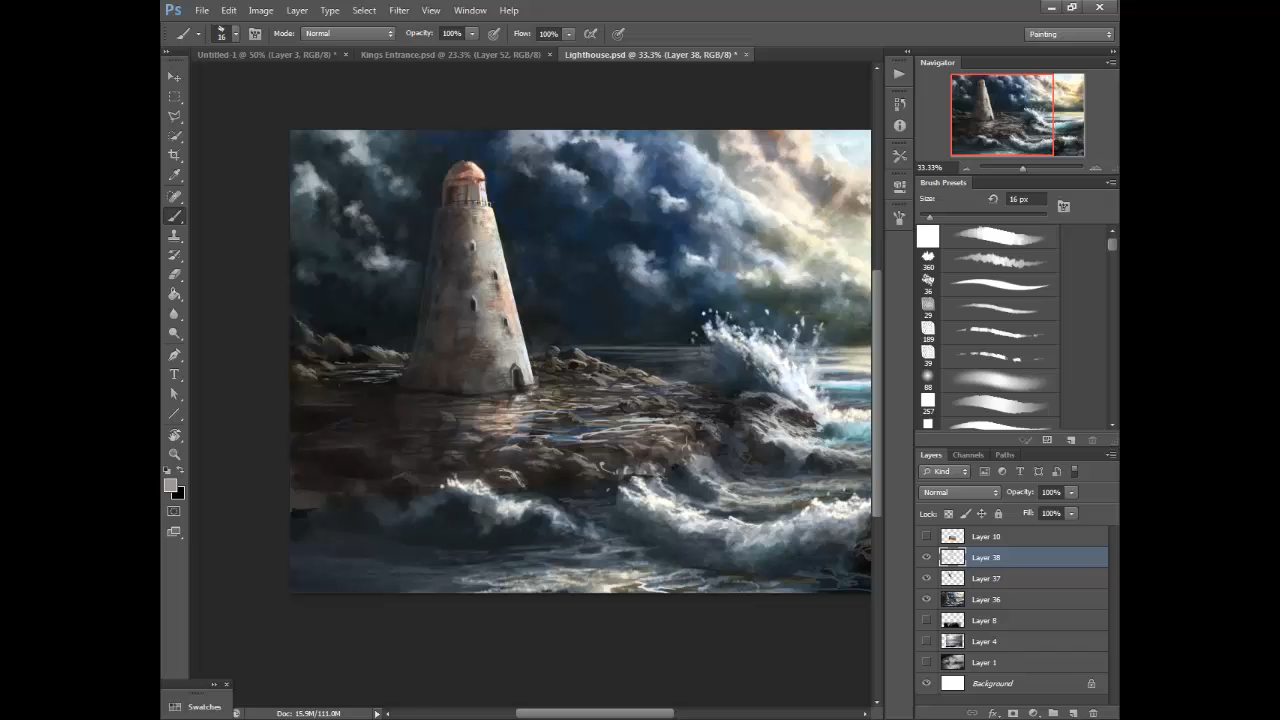 Ps File Edit Image Layer Type Select Filter View Window Help
16 Mode: Normal Opacity: 100% Flow: 100% Painting
Untitled-1 @ 50% (Layer 3, RGB/8) * × Kings Entrance.psd @ 23.3% (Layer 52, RGB/8) × Lighthouse.psd @ 33.3% (Layer 38, RGB/8) * ×
Navigator
33.33%
Brush Presets
Size: 16 px
360
36
29
189
39
88
257
Layers Channels Paths
Kind
Normal Opacity: 100%
Lock: Fill: 100%
Layer 10
Layer 38
Layer 37
Layer 36
Layer 8
Layer 4
Layer 1
Background
Swatches
Doc: 15.9M/111.0M